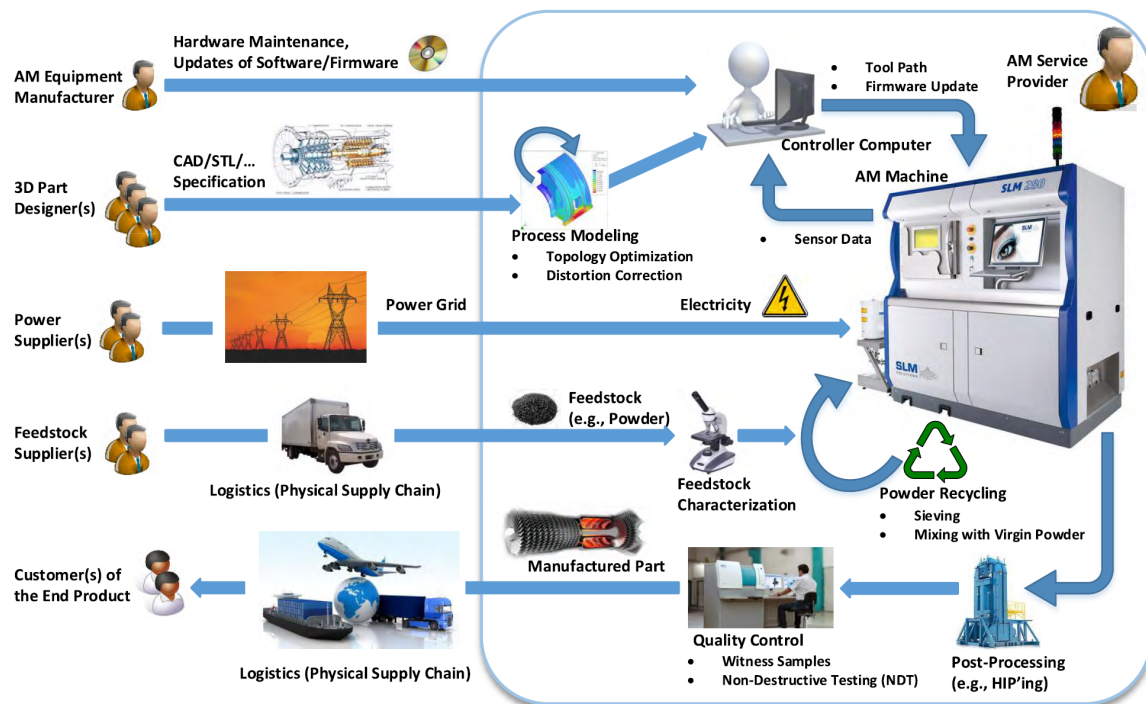 Hardware Maintenance,
Updates of Software/Firmware
AM Equipment
Manufacturer
• Tool Path
• Firmware Update
AM Service
Provider
Controller Computer
AM Machine
SLM 280
CAD/STL/...
Specification
3D Part
Designer(s)
Process Modeling
• Topology Optimization
• Distortion Correction
• Sensor Data
SLM
Power
Supplier(s)
Power Grid
Electricity
SLM
SOLUTIONS
Feedstock
Supplier(s)
Logistics (Physical Supply Chain)
Feedstock
(e.g., Powder)
Feedstock
Characterization
Powder Recycling
• Sieving
• Mixing with Virgin Powder
Customer(s) of
the End Product
Logistics (Physical Supply Chain)
Manufactured Part
Quality Control
• Witness Samples
• Non-Destructive Testing (NDT)
Post-Processing
(e.g., HIP'ing)